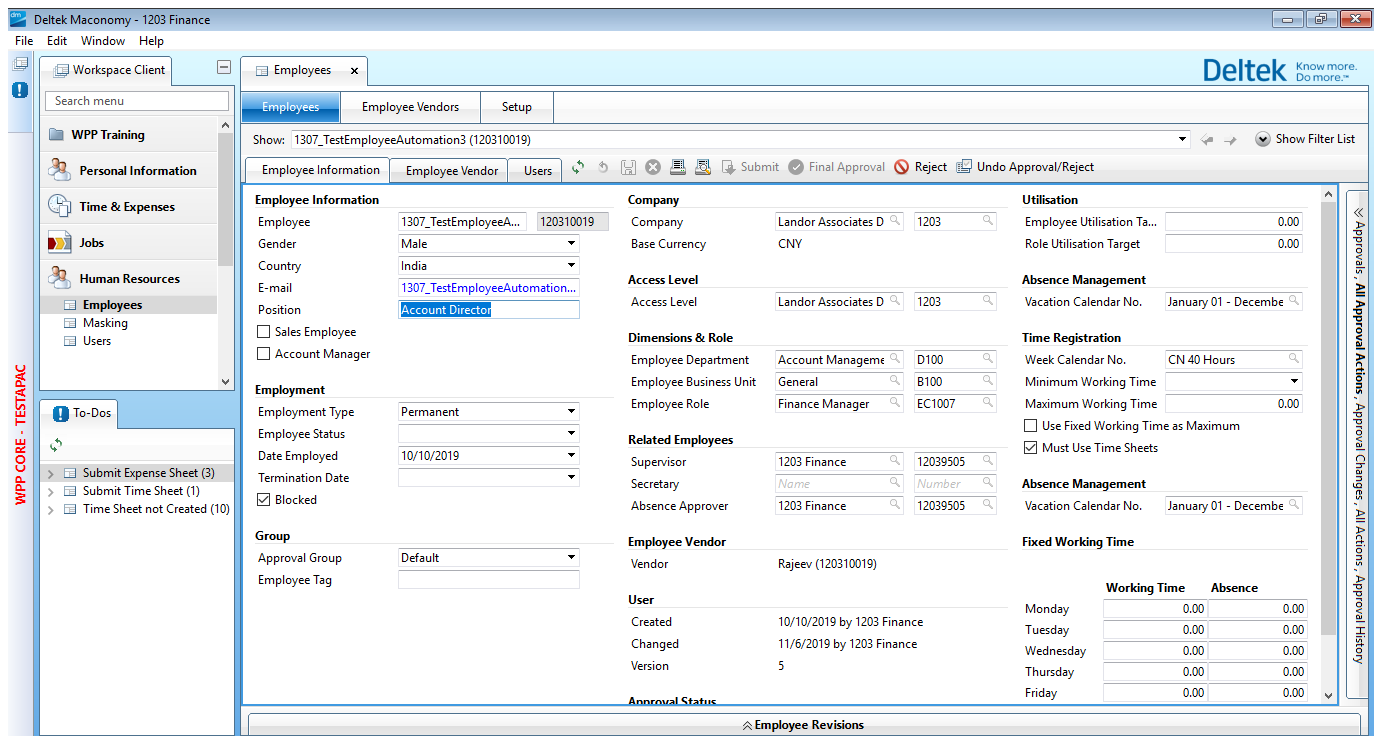 Deltek Maconomy - 1203 Finance
File Edit Window Help
WPP CORE - TESTAPAC
Workspace Client
Search menu
WPP Training
Personal Information
Time & Expenses
Jobs
Human Resources
Employees
Masking
Users
To-Dos
Submit Expense Sheet (3)
Submit Time Sheet (1)
Time Sheet not Created (10)
Employees
Deltek Know more. Do more.™
Employees Employee Vendors Setup
Show: 1307_TestEmployeeAutomation3 (120310019) Show Filter List
Employee Information Employee Vendor Users Submit Final Approval Reject Undo Approval/Reject
Employee Information
Employee 1307_TestEmployeeA... 120310019
Gender Male
Country India
E-mail 1307_TestEmployeeAutomation...
Position Account Director
Sales Employee
Account Manager
Employment
Employment Type Permanent
Employee Status
Date Employed 10/10/2019
Termination Date
Blocked
Group
Approval Group Default
Employee Tag
Company
Company Landor Associates D 1203
Base Currency CNY
Access Level
Access Level Landor Associates D 1203
Dimensions & Role
Employee Department Account Manageme D100
Employee Business Unit General B100
Employee Role Finance Manager EC1007
Related Employees
Supervisor 1203 Finance 12039505
Secretary Name Number
Absence Approver 1203 Finance 12039505
Employee Vendor
Vendor Rajeev (120310019)
User
Created 10/10/2019 by 1203 Finance
Changed 11/6/2019 by 1203 Finance
Version 5
Approval Status
Utilisation
Employee Utilisation Ta... 0.00
Role Utilisation Target 0.00
Absence Management
Vacation Calendar No. January 01 - Decembe
Time Registration
Week Calendar No. CN 40 Hours
Minimum Working Time
Maximum Working Time 0.00
Use Fixed Working Time as Maximum
Must Use Time Sheets
Absence Management
Vacation Calendar No. January 01 - Decembe
Fixed Working Time
Working Time Absence
Monday 0.00 0.00
Tuesday 0.00 0.00
Wednesday 0.00 0.00
Thursday 0.00 0.00
Friday 0.00 0.00
Approvals , All Approval Actions , Approval Changes , All Actions , Approval History
Employee Revisions